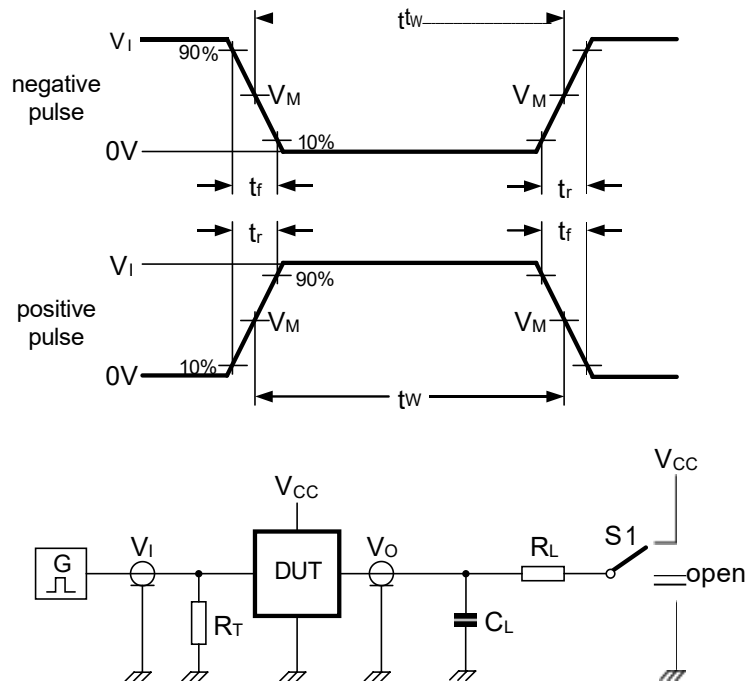 ttW
VI
90%
negative
pulse
VM
VM
10%
0V
tf
tr
tr
tf
VI
90%
positive
pulse
VM
VM
10%
0V
tW
VCC
VCC
S1
VI
VO
RL
G
DUT
open
RT
CL